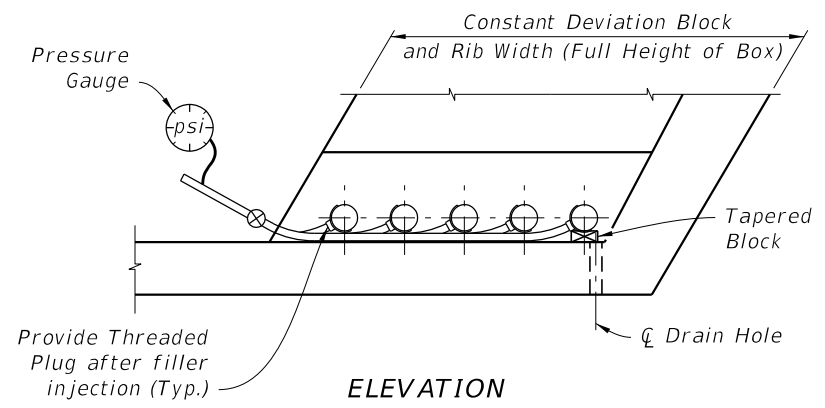 Constant Deviation Block
and Rib Width (Full Height of Box)
Pressure
Gauge
psi
Tapered
Block
Provide Threaded
Plug after filler
injection (Typ.)
℄ Drain Hole
ELEVATION